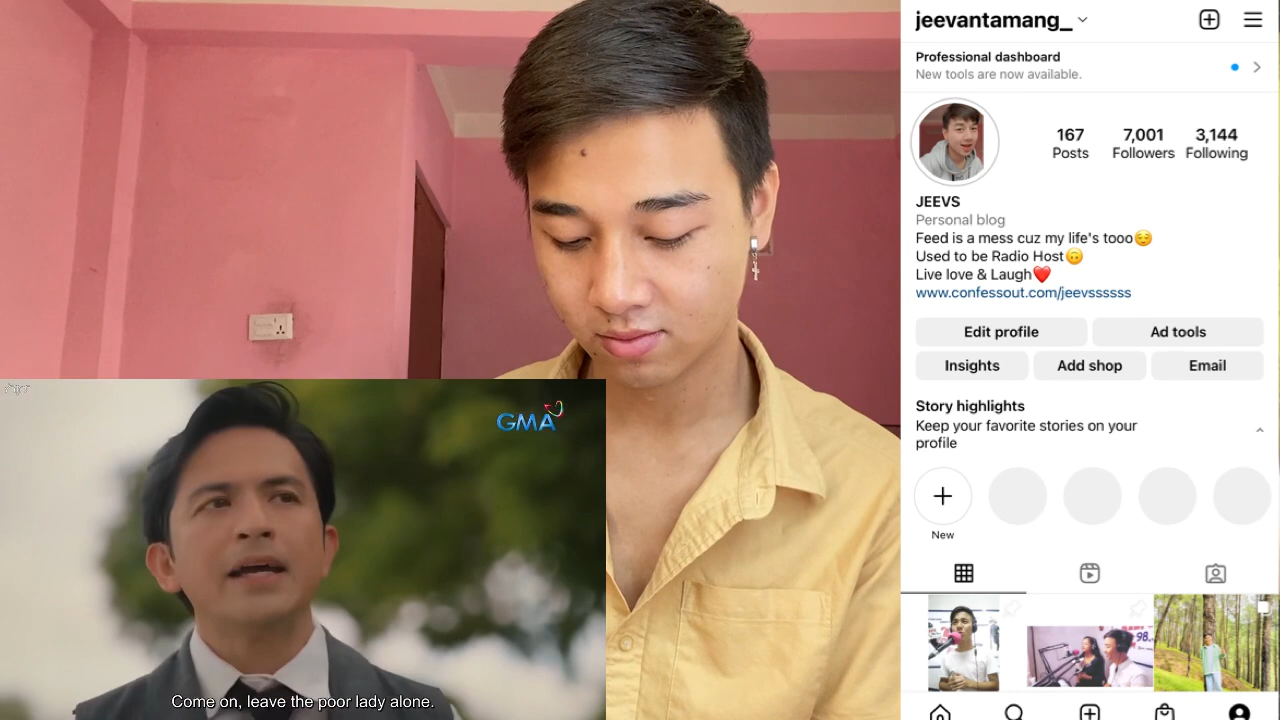 jeevantamang_
Professional dashboard
New tools are now available.
167
Posts
7,001
Followers
3,144
Following
JEEVS
Personal blog
Feed is a mess cuz my life's tooo😌
Used to be Radio Host🙃
Live love & Laugh❤️
www.confessout.com/jeevssssss
Edit profile
Ad tools
Insights
Add shop
Email
Story highlights
Keep your favorite stories on your
profile
New
98.
GMA
Come on, leave the poor lady alone.